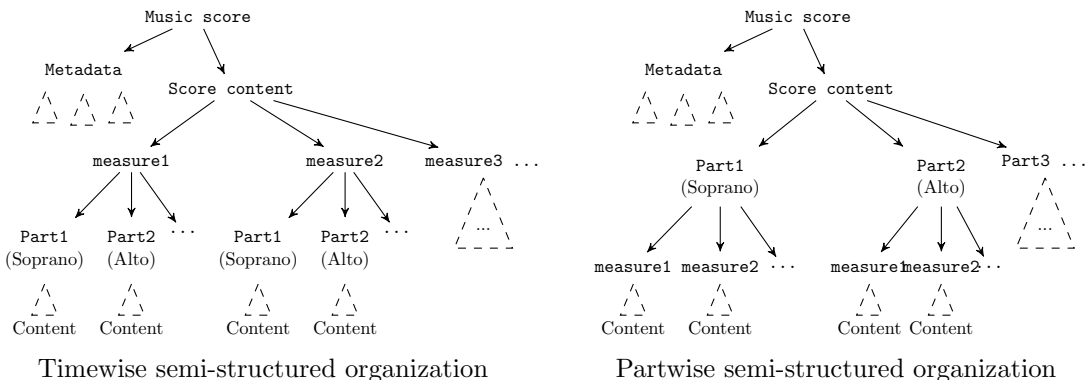 Music score
Metadata
Score content
measure1 measure2 measure3 ...
...
Part1 Part2 ... Part1 Part2 ...
(Soprano) (Alto) (Soprano) (Alto)
Content Content Content Content
Timewise semi-structured organization
Music score
Metadata
Score content
Part1 Part2 Part3 ...
(Soprano) (Alto)
...
measure1 measure2 ... measure1 measure2 ...
Content Content Content Content
Partwise semi-structured organization